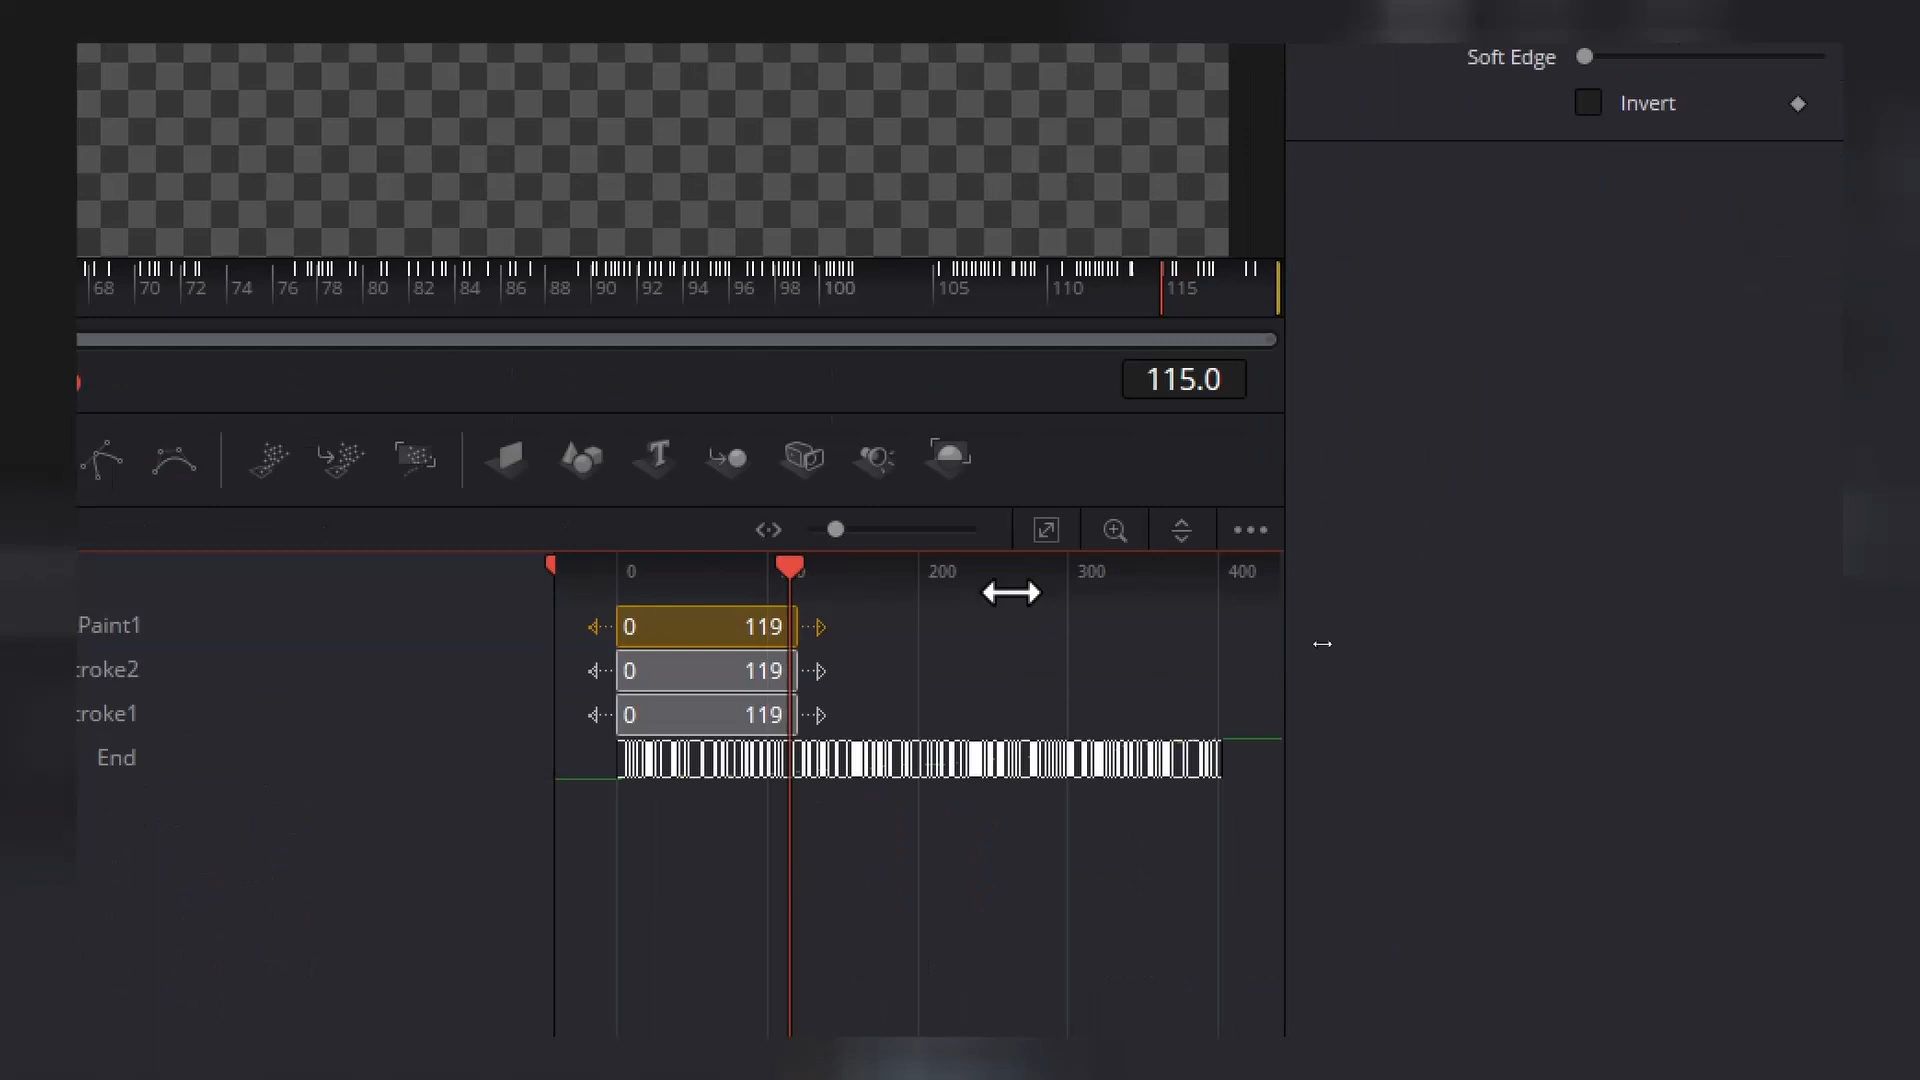 Soft Edge
Invert
68 70 72 74 76 78 80 82 84 86 88 90 92 94 96 98 100 105 110 115
115.0
0 200 300 400
Paint1 0 119
roke2 0 119
roke1 0 119
End